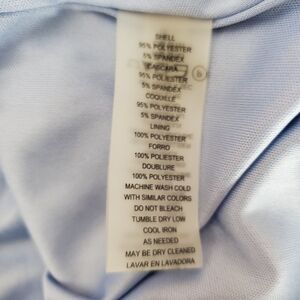 SHELL
95% POLYESTER
5% SPANDEX
CASCARA
95% POLIESTER
5% SPANDEX
COQUILLE
95% POLYESTER
5% SPANDEX
LINING
100% POLYESTER
FORRO
100% POLIESTER
DOUBLURE
100% POLYESTER
MACHINE WASH COLD
WITH SIMILAR COLORS
DO NOT BLEACH
TUMBLE DRY LOW
COOL IRON
AS NEEDED
MAY BE DRY CLEANED
LAVAR EN LAVADORA